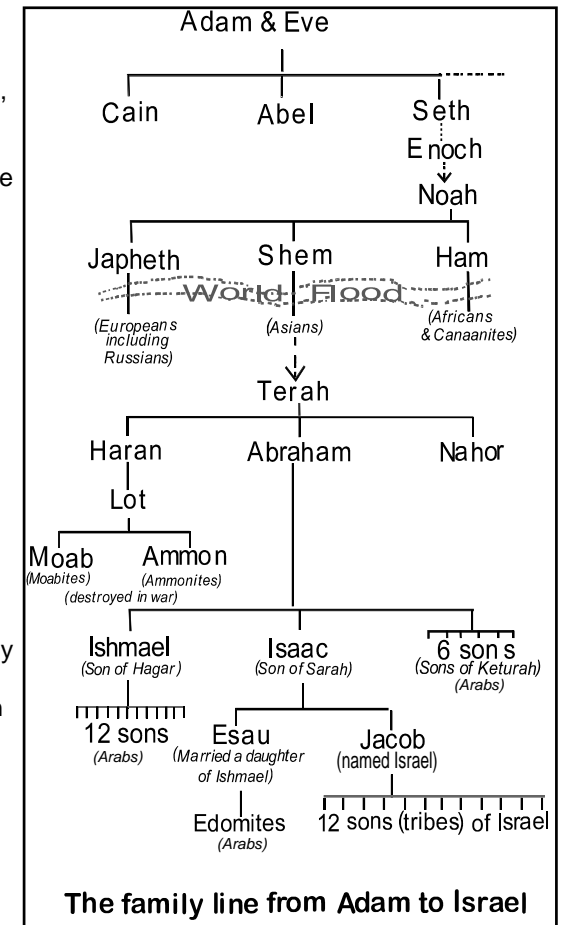 Adam & Eve
,
Cain Abel Seth
Enoch
e
Noah
Japheth Shem Ham
World Flood
(Europeans including Russians)
(Asians)
(Africans & Canaanites)
Terah
Haran Abraham Nahor
Lot
Moab Ammon
(Moabites) (Ammonites)
(destroyed in war)
y
Ishmael Isaac 6 sons
(Son of Hagar) (Son of Sarah) (Sons of Keturah)
(Arabs)
12 sons
(Arabs)
Esau
(Married a daughter
of Ishmael)
Jacob
(named Israel)
Edomites
(Arabs)
12 sons (tribes) of Israel
The family line from Adam to Israel